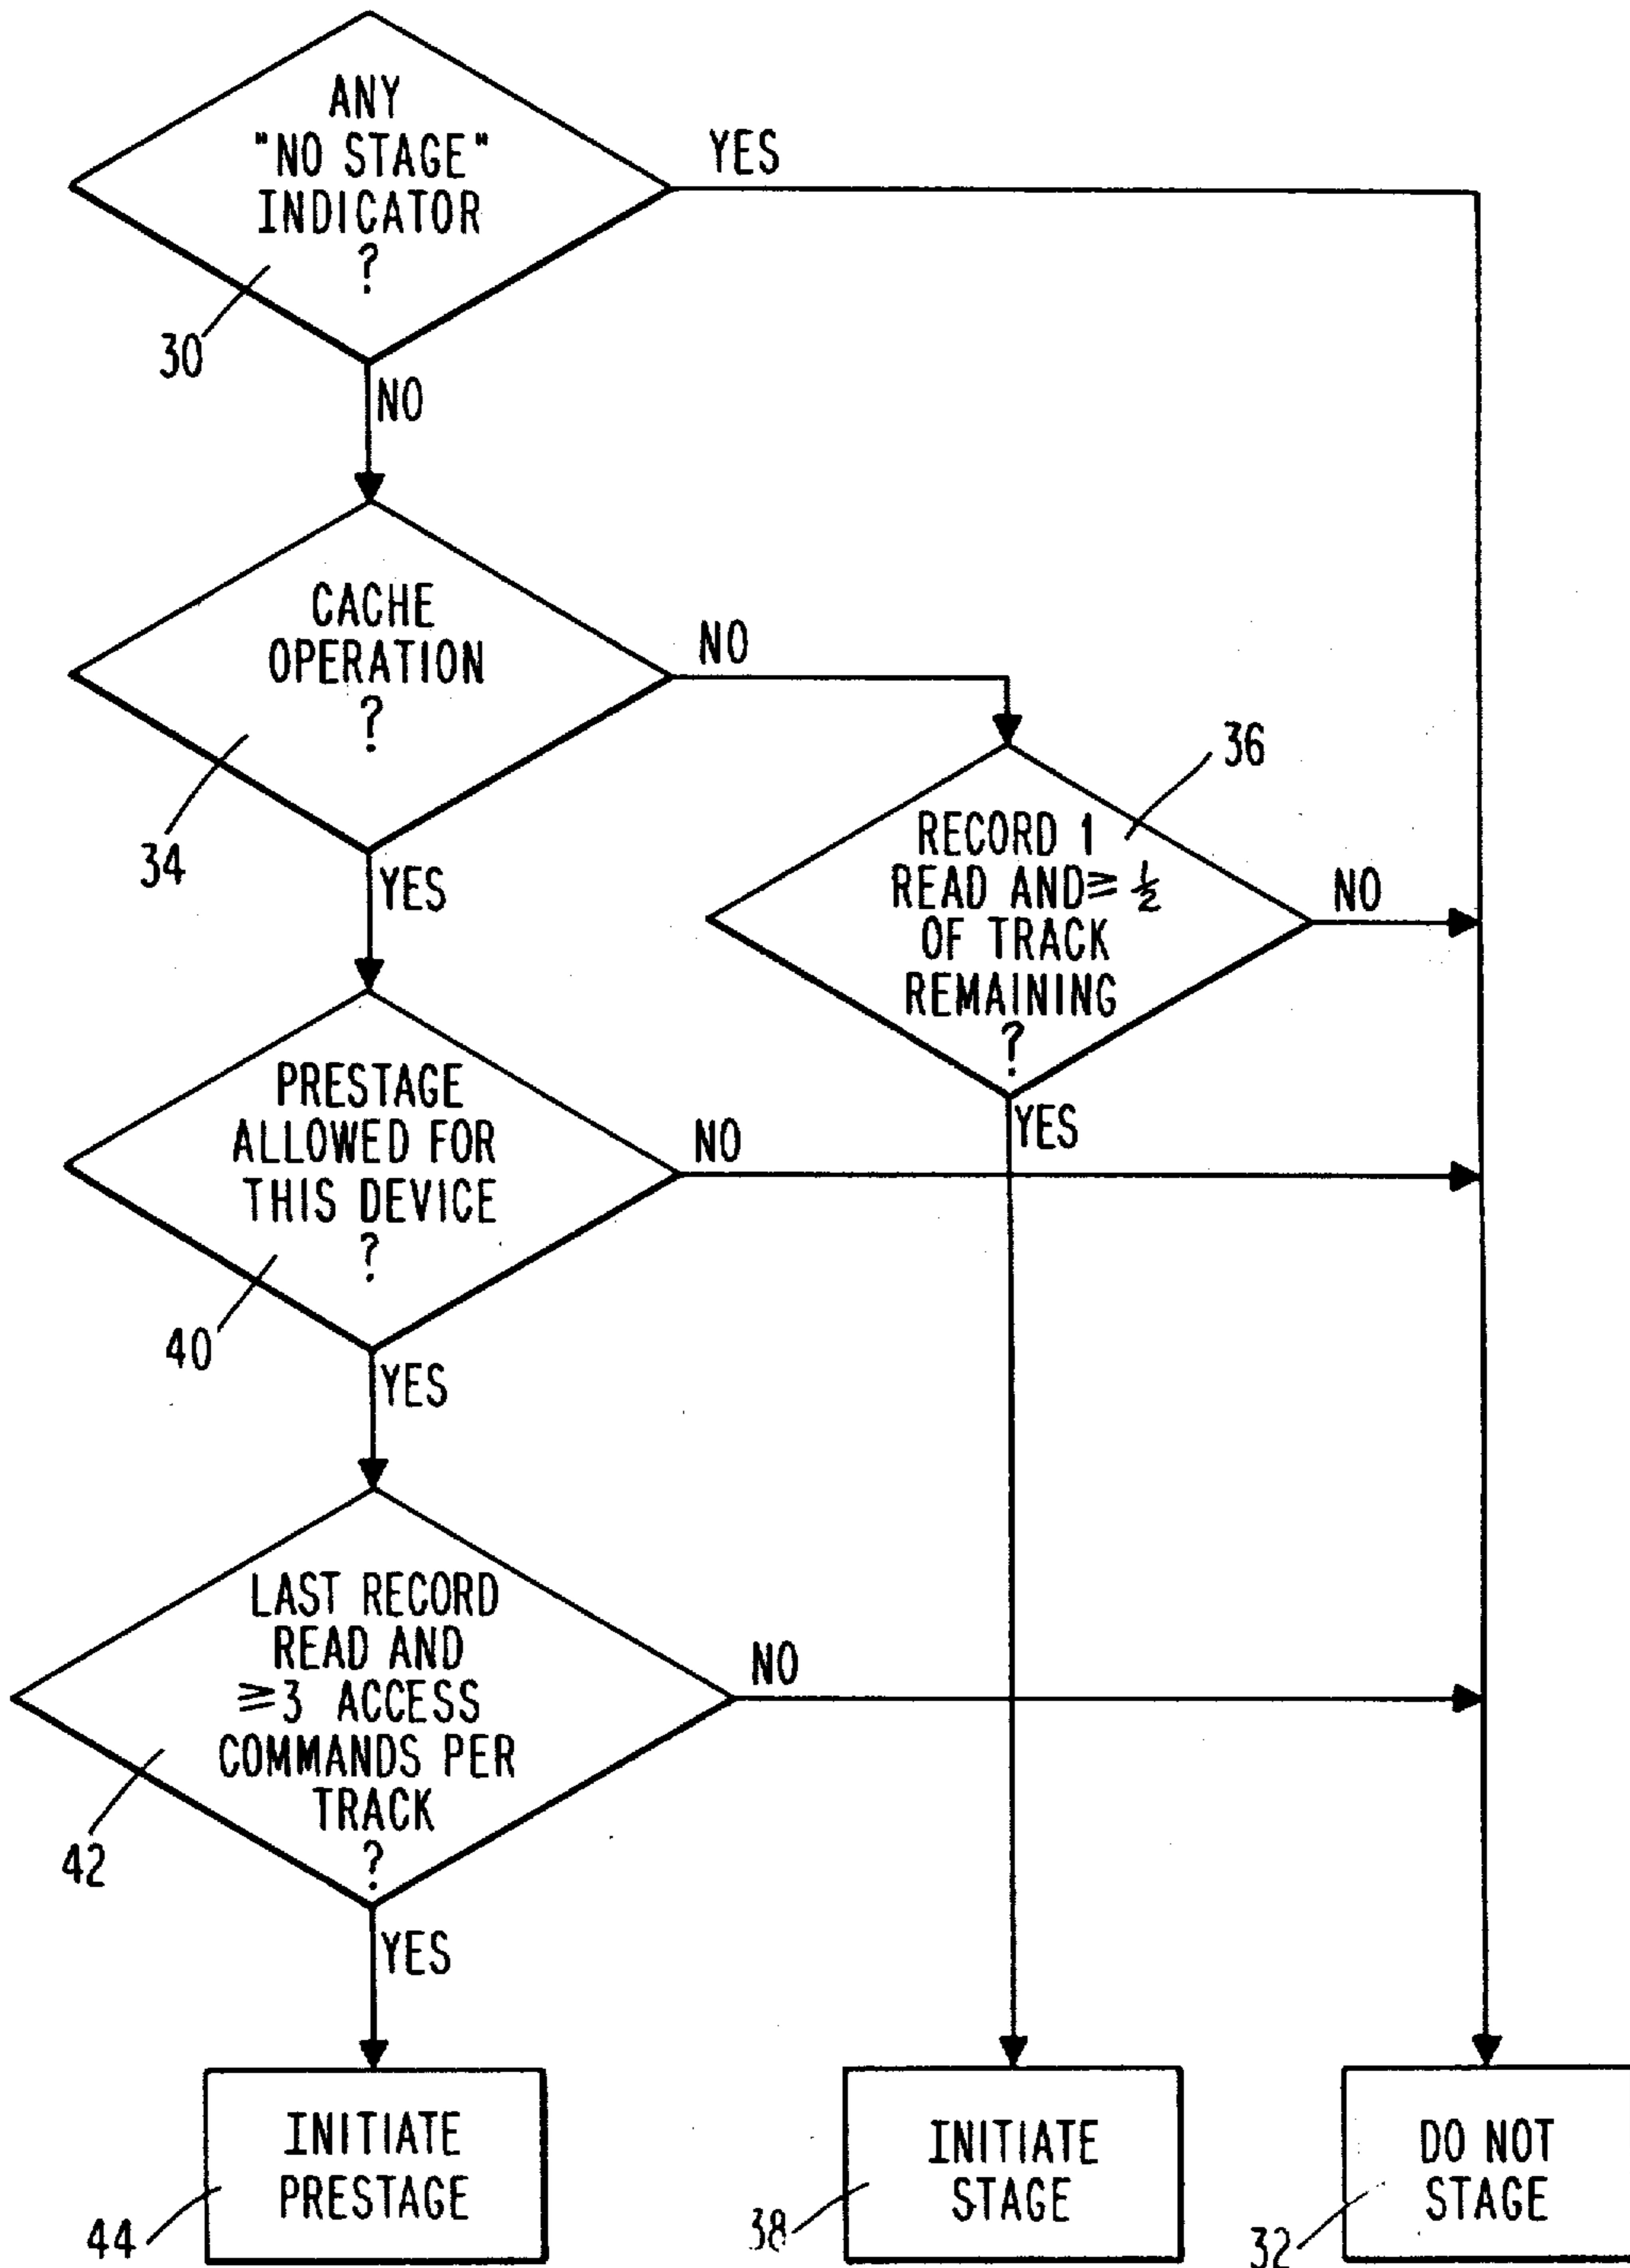 ANY
"NO STAGE"
INDICATOR
?
YES
30
NO
CACHE
OPERATION
?
NO
34
YES
36
RECORD 1
READ AND ≥ ½
OF TRACK
REMAINING
?
NO
YES
PRESTAGE
ALLOWED FOR
THIS DEVICE
?
NO
40
YES
LAST RECORD
READ AND
≥3 ACCESS
COMMANDS PER
TRACK
?
NO
42
YES
INITIATE
PRESTAGE
44
INITIATE
STAGE
38
DO NOT
STAGE
32